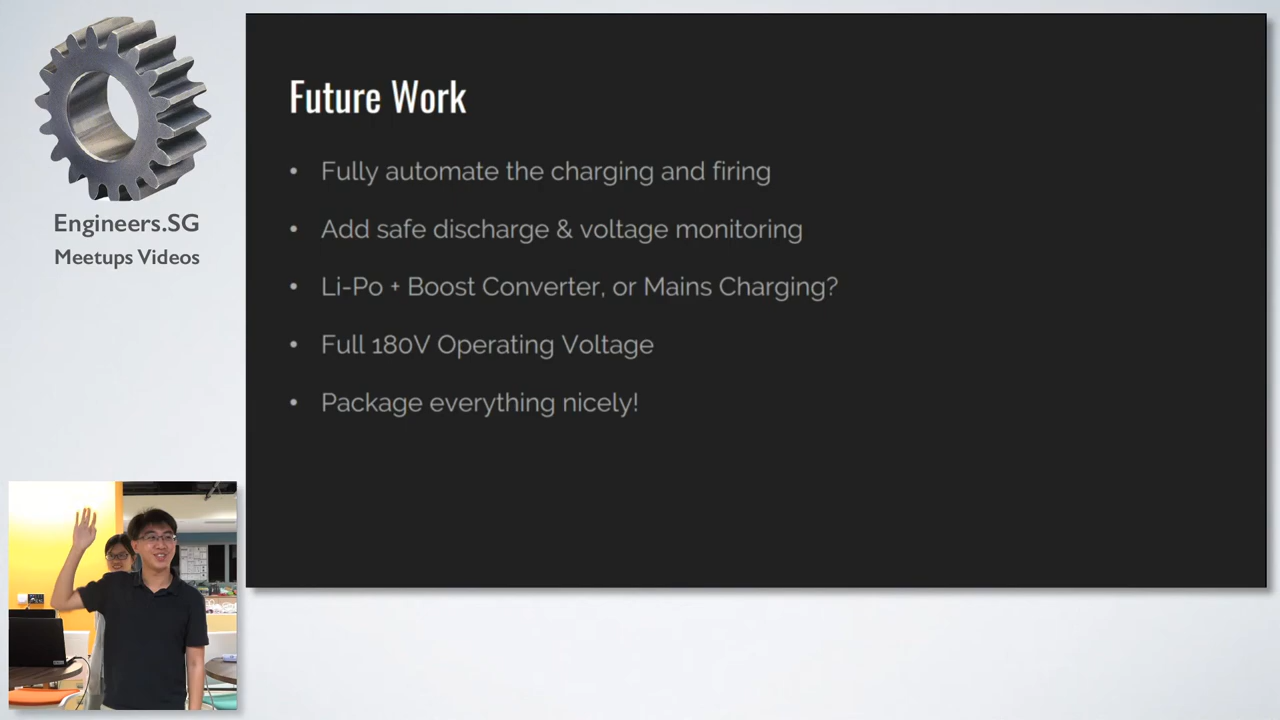 Engineers.SG
Meetups Videos
Future Work
• Fully automate the charging and firing
• Add safe discharge & voltage monitoring
• Li-Po + Boost Converter, or Mains Charging?
• Full 180V Operating Voltage
• Package everything nicely!